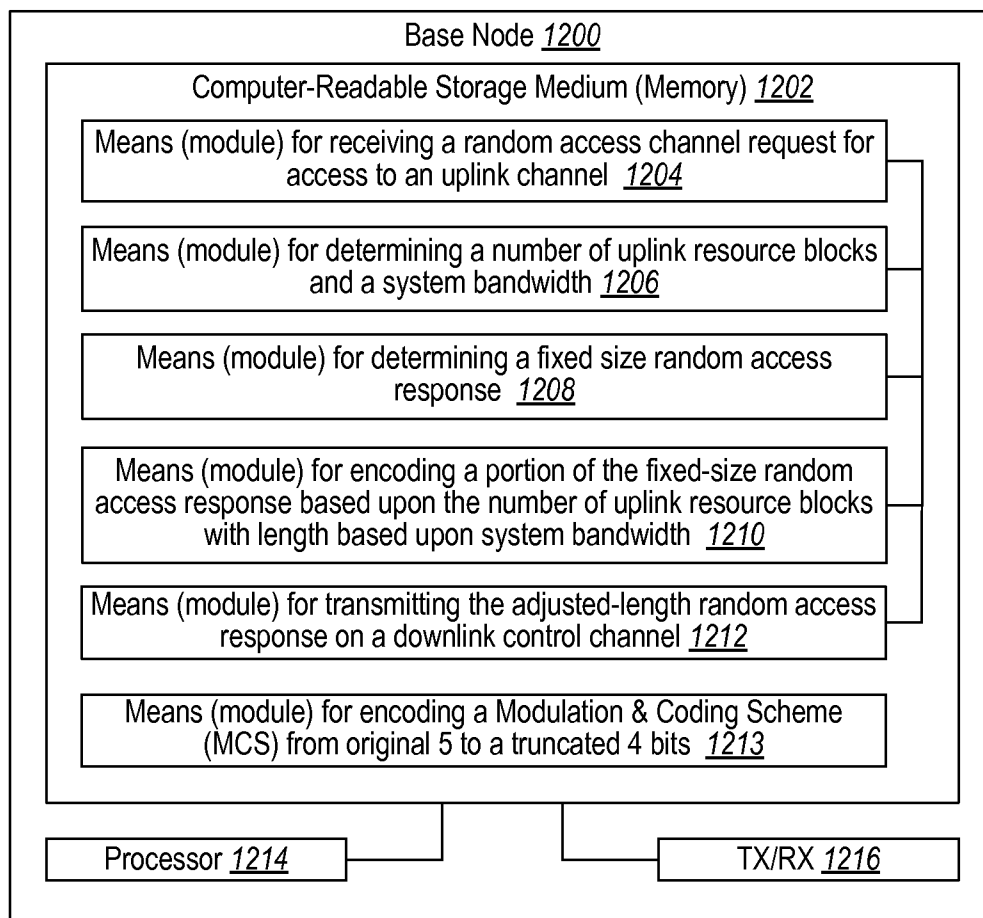 Base Node 1200
Computer-Readable Storage Medium (Memory) 1202
Means (module) for receiving a random access channel request for
access to an uplink channel 1204
Means (module) for determining a number of uplink resource blocks
and a system bandwidth 1206
Means (module) for determining a fixed size random access
response 1208
Means (module) for encoding a portion of the fixed-size random
access response based upon the number of uplink resource blocks
with length based upon system bandwidth 1210
Means (module) for transmitting the adjusted-length random access
response on a downlink control channel 1212
Means (module) for encoding a Modulation & Coding Scheme
(MCS) from original 5 to a truncated 4 bits 1213
Processor 1214
TX/RX 1216